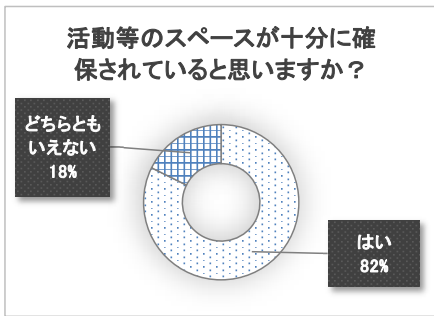 活動等のスペースが十分に確
保されていると思いますか？
どちらとも
いえない
18%
はい
82%